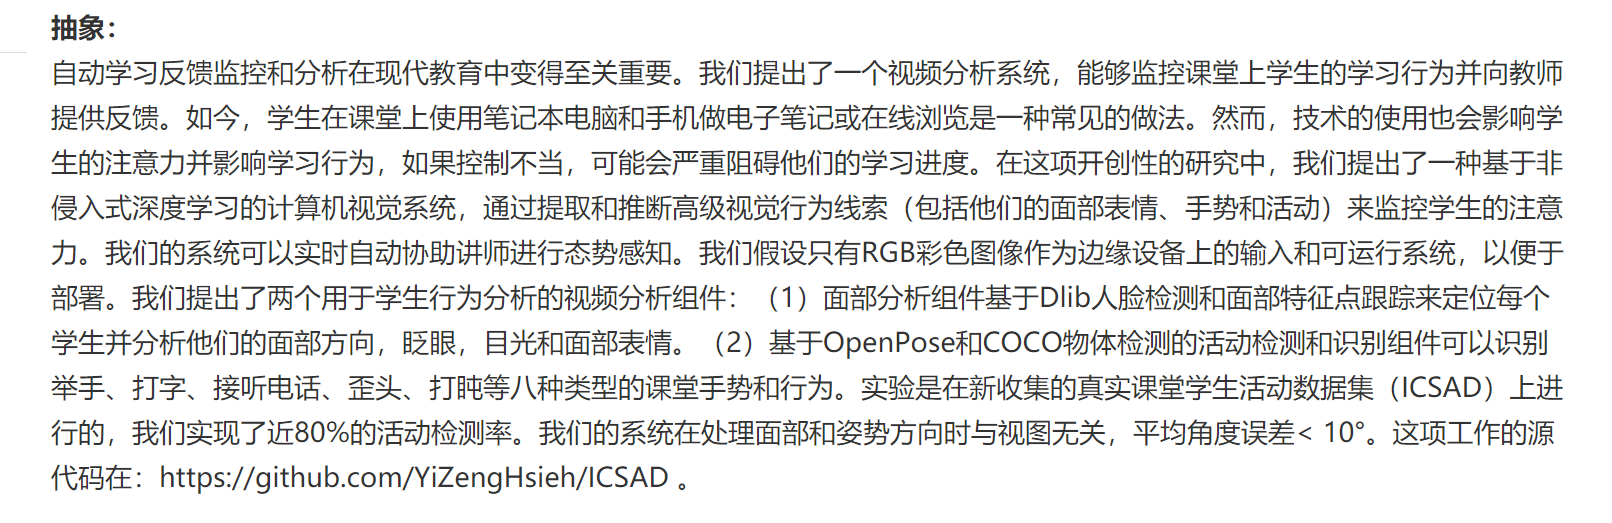 抽象：
自动学习反馈监控和分析在现代教育中变得至关重要。我们提出了一个视频分析系统，能够监控课堂上学生的学习行为并向教师
提供反馈。如今，学生在课堂上使用笔记本电脑和手机做电子笔记或在线浏览是一种常见的做法。然而，技术的使用也会影响学
生的注意力并影响学习行为，如果控制不当，可能会严重阻碍他们的学习进度。在这项开创性的研究中，我们提出了一种基于非
侵入式深度学习的计算机视觉系统，通过提取和推断高级视觉行为线索（包括他们的面部表情、手势和活动）来监控学生的注意
力。我们的系统可以实时自动协助讲师进行态势感知。我们假设只有RGB彩色图像作为边缘设备上的输入和可运行系统，以便于
部署。我们提出了两个用于学生行为分析的视频分析组件：（1）面部分析组件基于Dlib人脸检测和面部特征点跟踪来定位每个
学生并分析他们的面部方向，眨眼，目光和面部表情。（2）基于OpenPose和COCO物体检测的活动检测和识别组件可以识别
举手、打字、接听电话、歪头、打盹等八种类型的课堂手势和行为。实验是在新收集的真实课堂学生活动数据集（ICSAD）上进
行的，我们实现了近80%的活动检测率。我们的系统在处理面部和姿势方向时与视图无关，平均角度误差< 10°。这项工作的源
代码在：https://github.com/YiZengHsieh/ICSAD 。